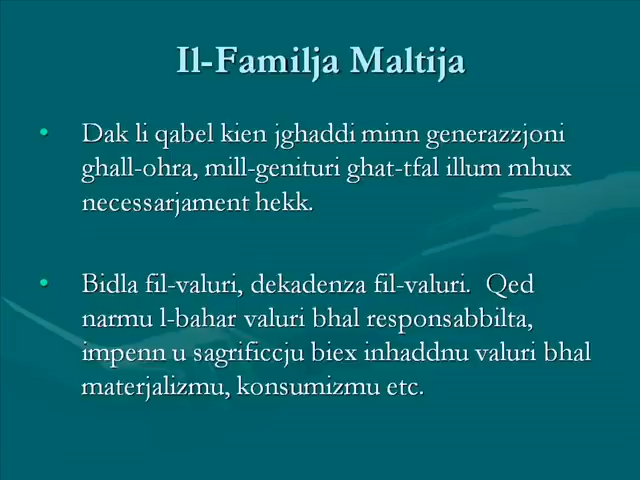 Il-Familja Maltija
• Dak li qabel kien jghaddi minn generazzjoni
ghall-ohra, mill-genituri ghat-tfal illum mhux
necessarjament hekk.
• Bidla fil-valuri, dekadenza fil-valuri. Qed
narmu l-bahar valuri bhal responsabbilta,
impenn u sagrificcju biex inhaddnu valuri bhal
materjalizmu, konsumizmu etc.